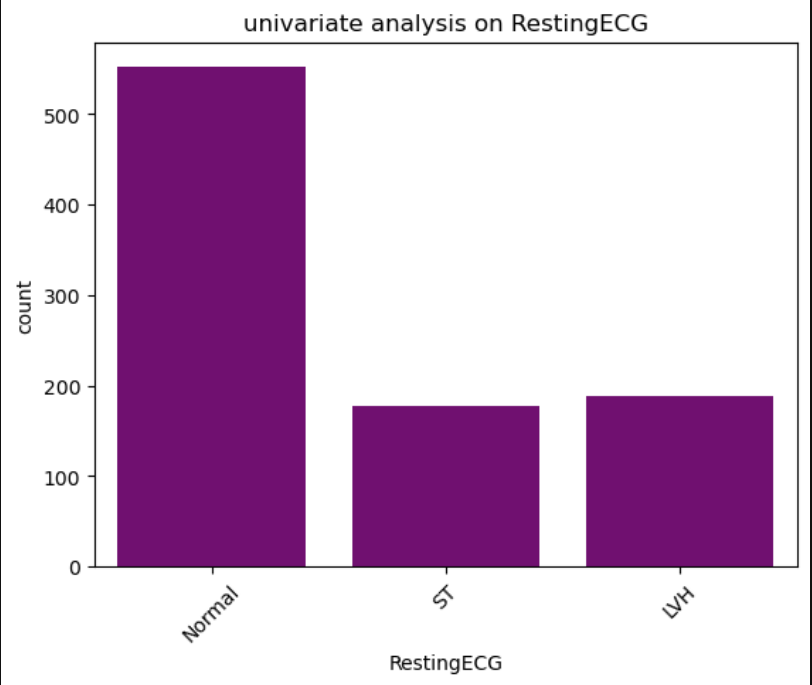 univariate analysis on RestingECG
500
400
300
200
100
0
count
Normal
ST
LVH
RestingECG